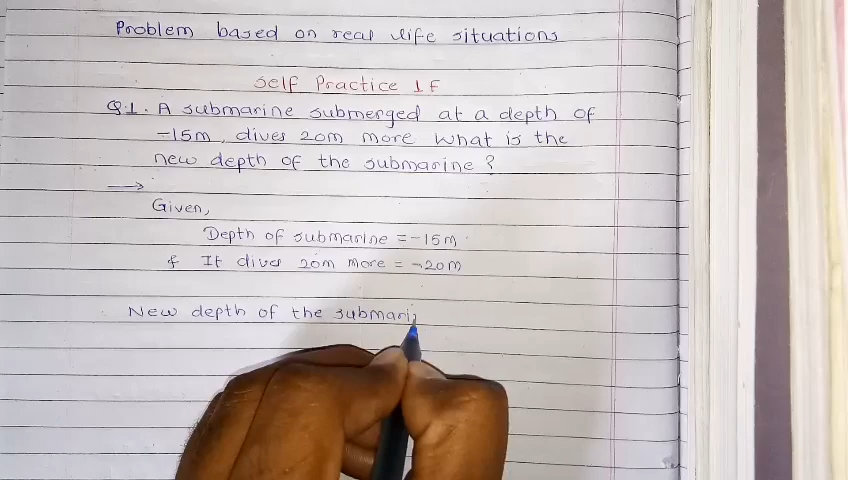 Problem based on real life situations
Self Practice 1F
Q.1. A submarine submerged at a depth of
-15m, dives 20m more what is the
new depth of the submarine?
→
Given,
Depth of submarine = -15m
& It dives 20m more = -20m
New depth of the submari